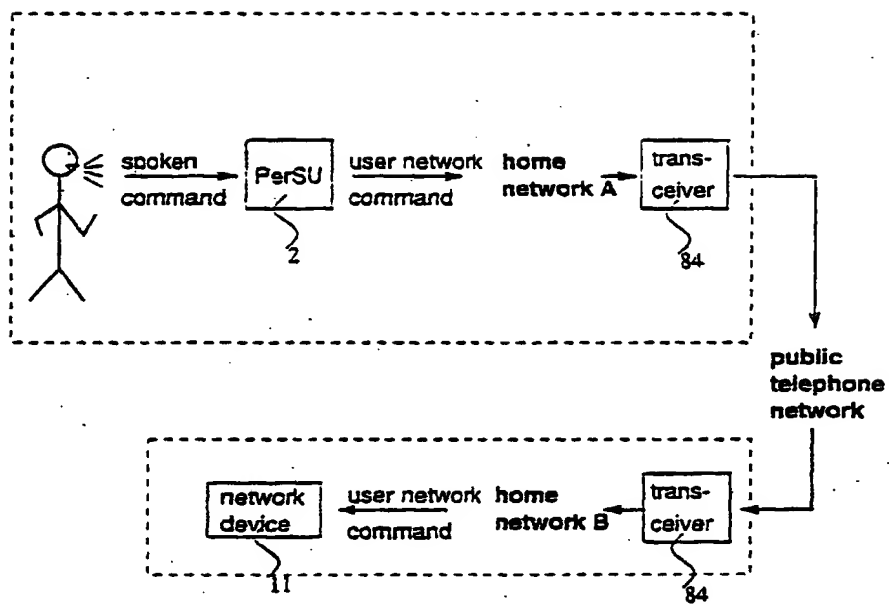 spoken
command
PerSU
2
user network
command
home
network A
trans-
ceiver
84
public
telephone
network
network
device
11
user network
command
home
network B
trans-
ceiver
84